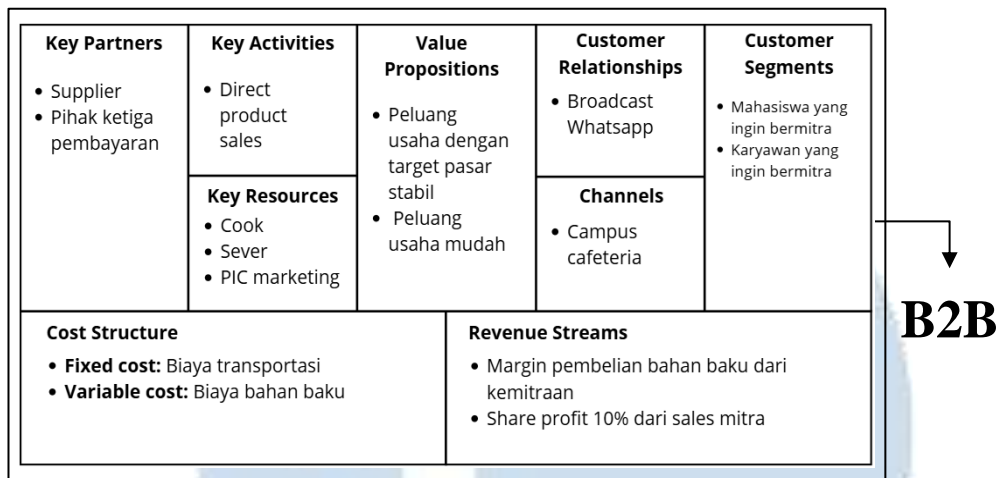 Key Partners
• Supplier
• Pihak ketiga
pembayaran
Key Activities
• Direct
product
sales
Key Resources
• Cook
• Sever
• PIC marketing
Value
Propositions
• Peluang
usaha dengan
target pasar
stabil
• Peluang
usaha mudah
Customer
Relationships
• Broadcast
Whatsapp
Channels
• Campus
cafeteria
Customer
Segments
• Mahasiswa yang
ingin bermitra
• Karyawan yang
ingin bermitra
B2B
Cost Structure
• Fixed cost: Biaya transportasi
• Variable cost: Biaya bahan baku
Revenue Streams
• Margin pembelian bahan baku dari
kemitraan
• Share profit 10% dari sales mitra